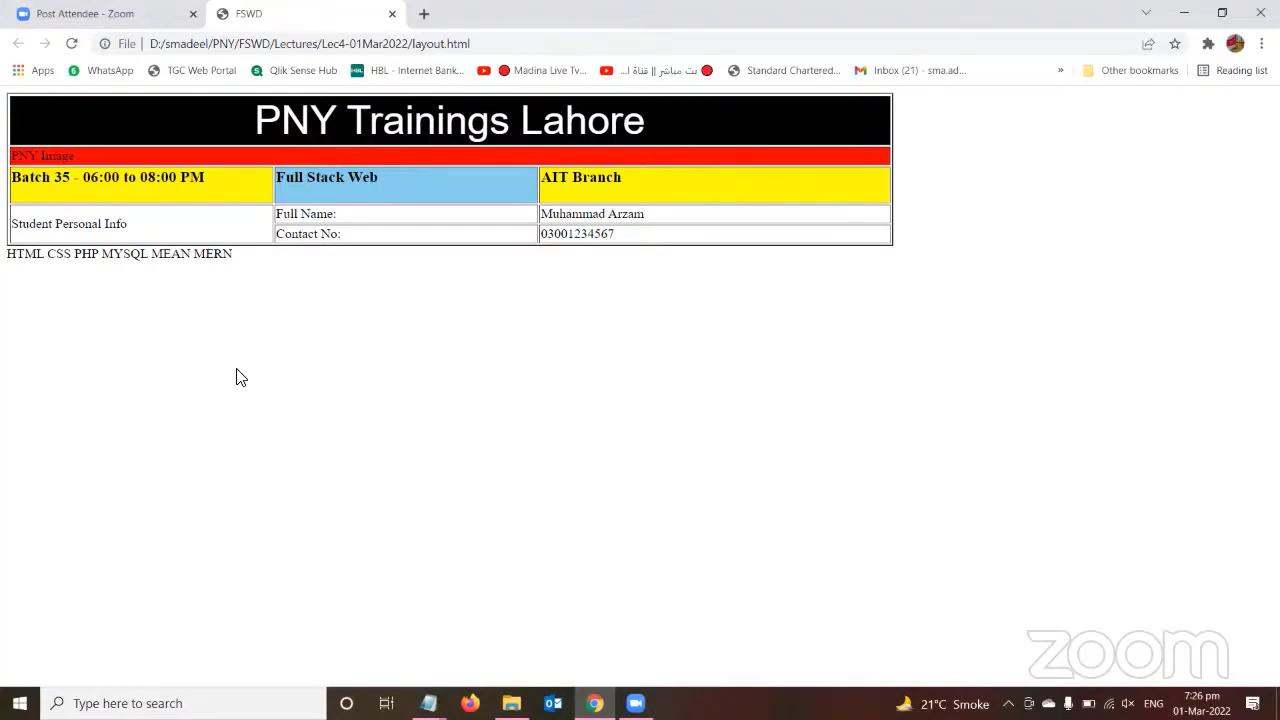 Post Attendee - Zoom
FSWD
File | D:/smadeel/PNY/FSWD/Lectures/Lec4-01Mar2022/layout.html
Apps
WhatsApp
TGC Web Portal
Qlik Sense Hub
HBL - Internet Bank...
Madina Live Tv...
بث مباشر || قناة ا...
Standard Chartered...
Inbox (21) - sma.ad...
»
Other bookmarks
Reading list
PNY Trainings Lahore
PNY Image
Batch 35 - 06:00 to 08:00 PM
Full Stack Web
AIT Branch
Student Personal Info
Full Name:
Muhammad Arzam
Contact No:
03001234567
HTML CSS PHP MYSQL MEAN MERN
zoom
Type here to search
21°C Smoke
ENG
7:26 pm
01-Mar-2022